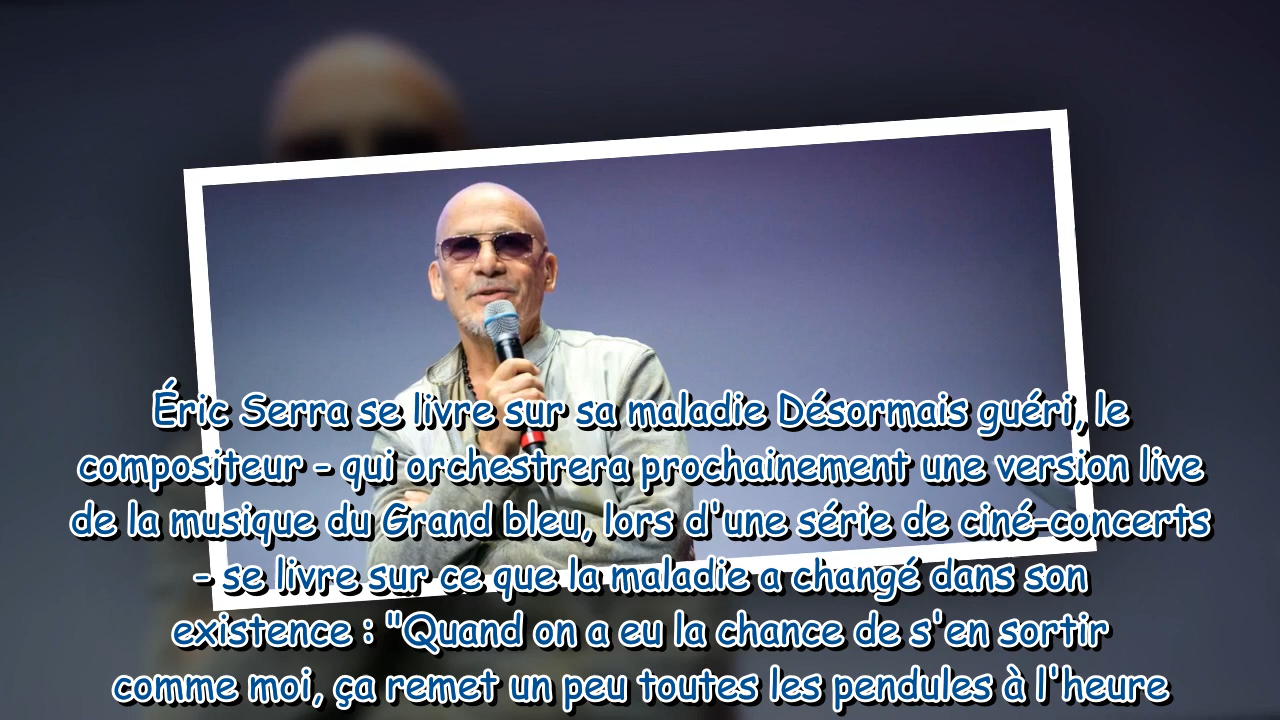 Éric Serra se livre sur sa maladie Désormais guéri, le
compositeur - qui orchestrera prochainement une version live
de la musique du Grand bleu, lors d'une série de ciné-concerts
- se livre sur ce que la maladie a changé dans son
existence : "Quand on a eu la chance de s'en sortir
comme moi, ça remet un peu toutes les pendules à l'heure